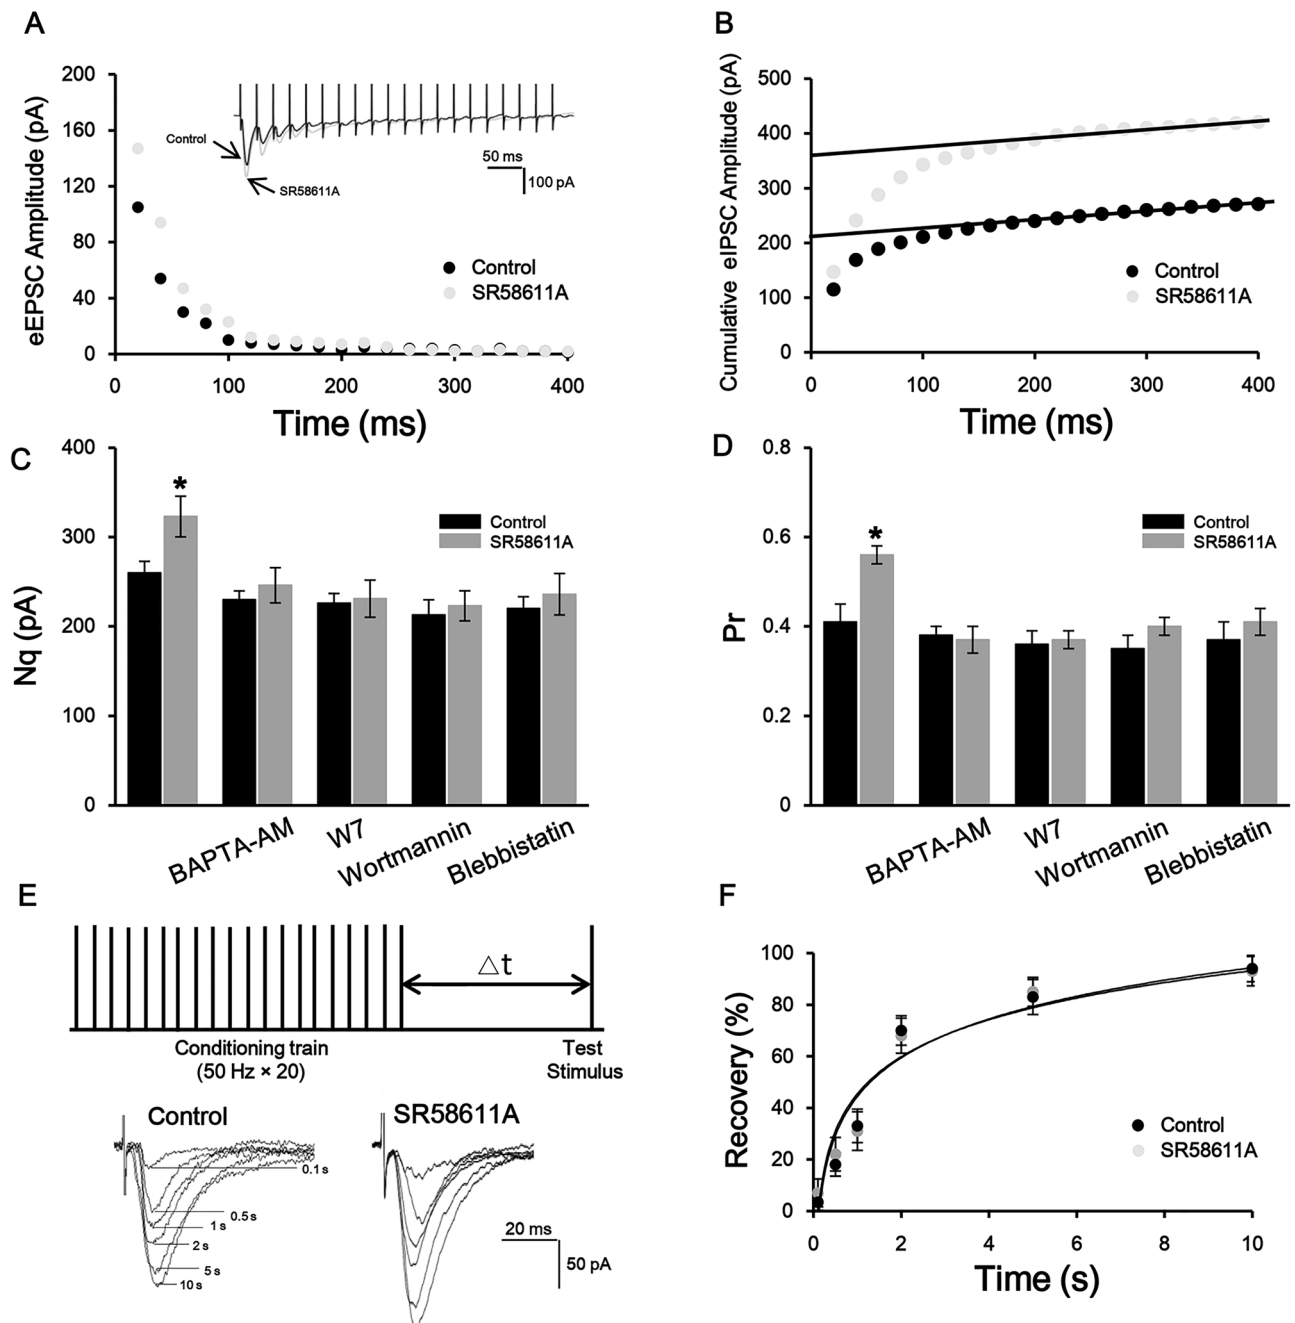 A
eEPSC Amplitude (pA)
200
160
120
80
40
0
0
100
200
300
400
Time (ms)
Control
SR58611A
50 ms
100 pA
Control
SR58611A
B
Cumulative eIPSC Amplitude (pA)
500
400
300
200
100
0
0
100
200
300
400
Time (ms)
Control
SR58611A
C
Nq (pA)
400
300
200
100
0
*
Control
SR58611A
BAPTA-AM
W7
Wortmannin
Blebbistatin
D
Pr
0.8
0.6
0.4
0.2
0
*
Control
SR58611A
BAPTA-AM
W7
Wortmannin
Blebbistatin
E
△t
Conditioning train
(50 Hz × 20)
Test
Stimulus
Control
0.1 s
0.5 s
1 s
2 s
5 s
10 s
SR58611A
20 ms
50 pA
F
Recovery (%)
100
80
60
40
20
0
0
2
4
6
8
10
Time (s)
Control
SR58611A